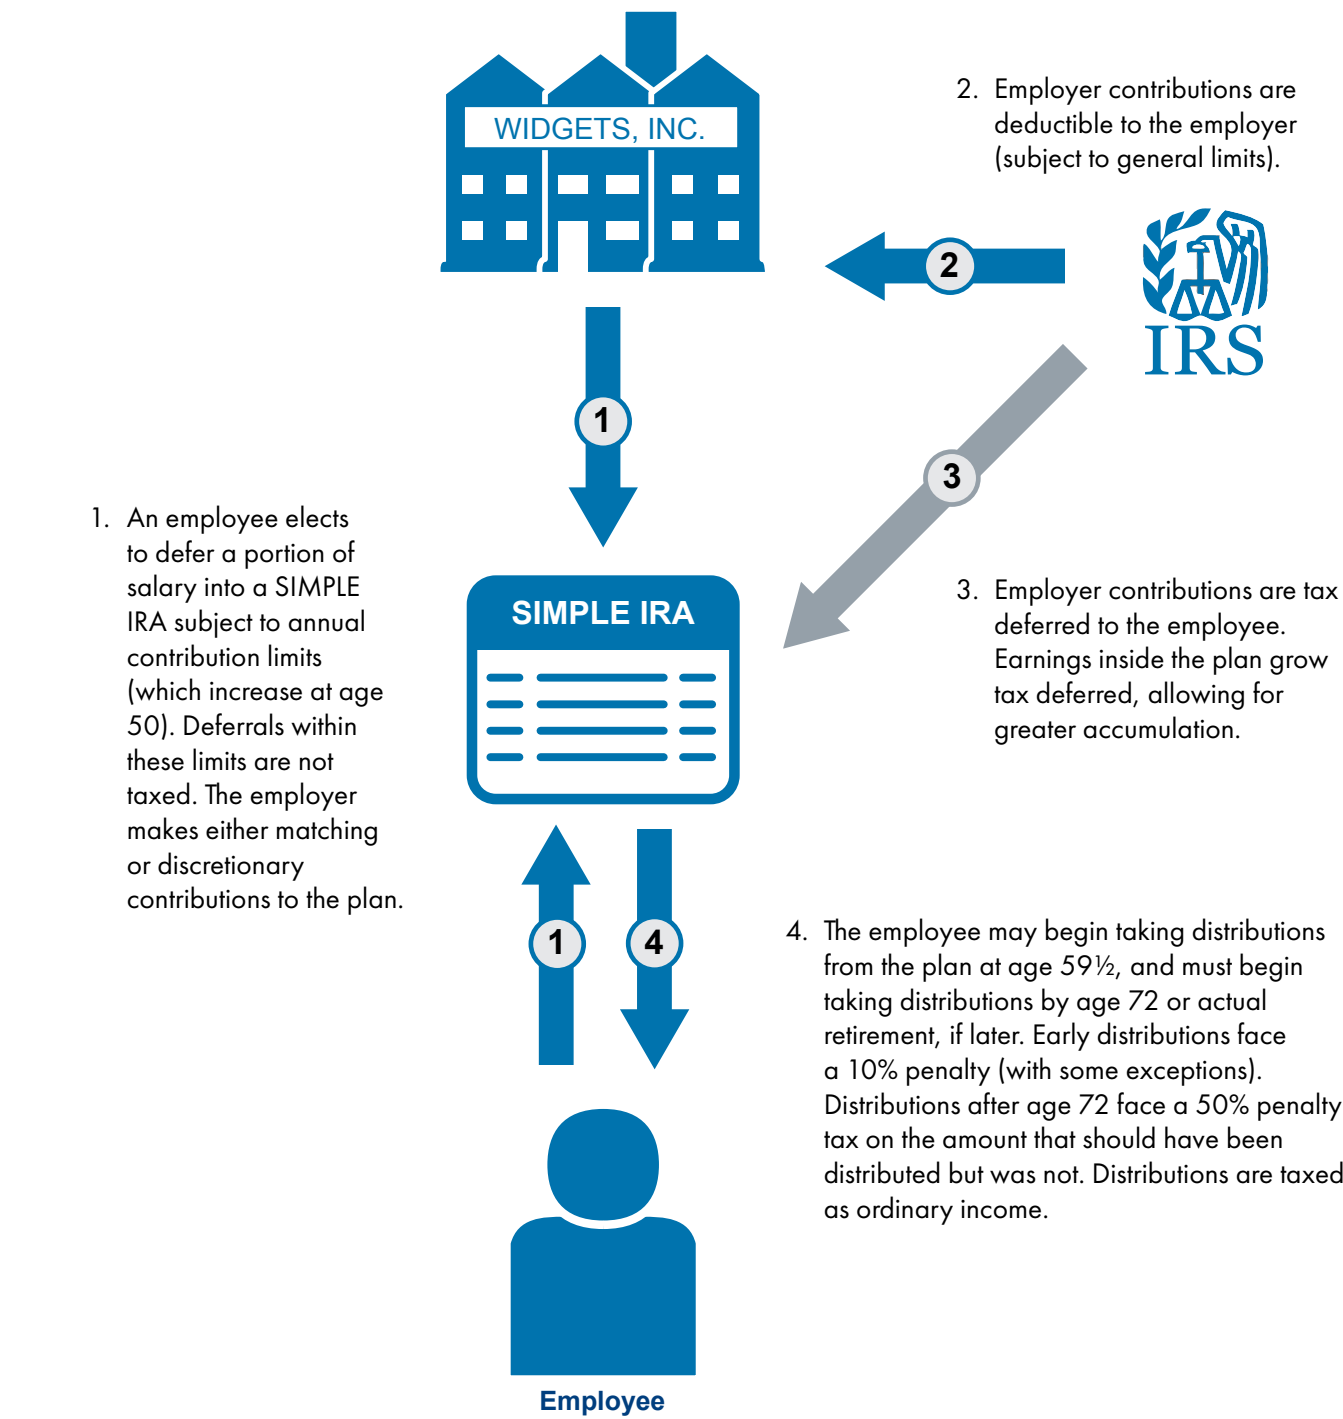 WIDGETS, INC.
2. Employer contributions are
deductible to the employer
(subject to general limits).
2
IRS
1
3
1. An employee elects
to defer a portion of
salary into a SIMPLE
IRA subject to annual
contribution limits
(which increase at age
50). Deferrals within
these limits are not
taxed. The employer
makes either matching
or discretionary
contributions to the plan.
SIMPLE IRA
3. Employer contributions are tax
deferred to the employee.
Earnings inside the plan grow
tax deferred, allowing for
greater accumulation.
1
4
4. The employee may begin taking distributions
from the plan at age 59½, and must begin
taking distributions by age 72 or actual
retirement, if later. Early distributions face
a 10% penalty (with some exceptions).
Distributions after age 72 face a 50% penalty
tax on the amount that should have been
distributed but was not. Distributions are taxed
as ordinary income.
Employee